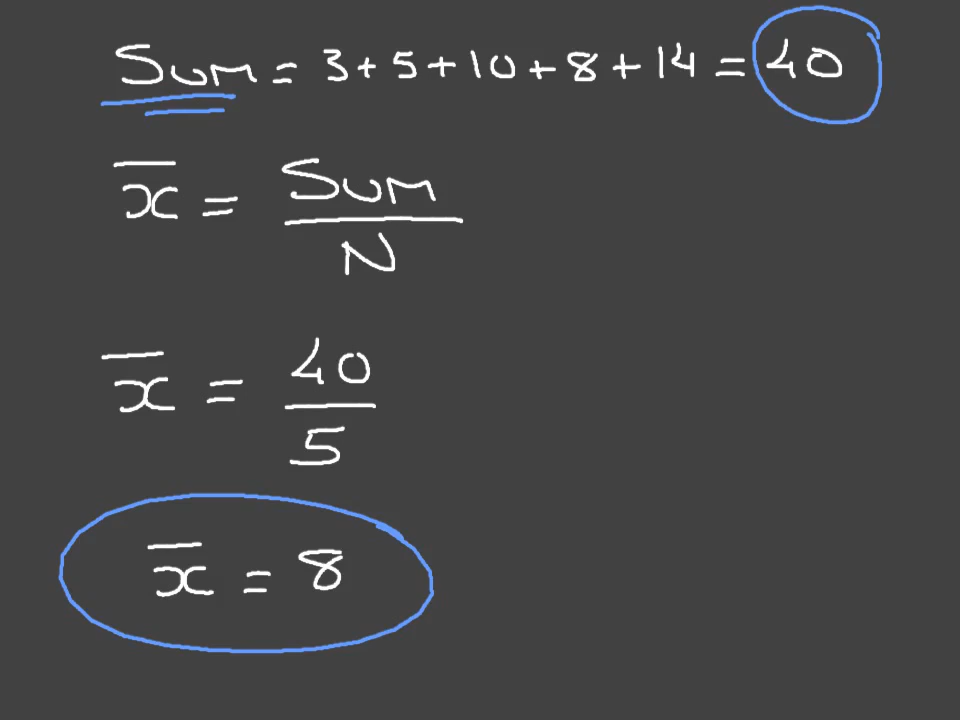 Sum = 3 + 5 + 10 + 8 + 14 = 40
x̅ = Sum / N
x̅ = 40 / 5
x̅ = 8